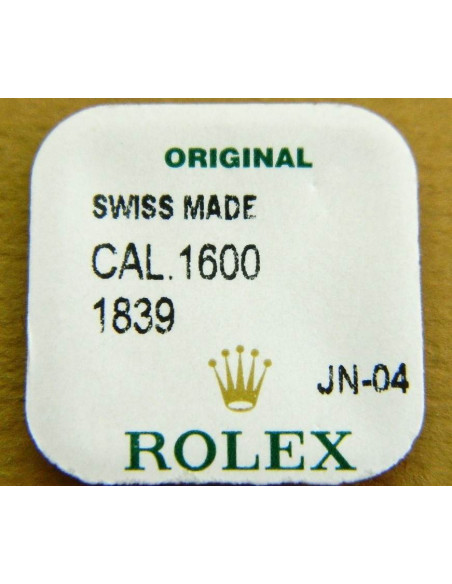 ORIGINAL
SWISS MADE
CAL.1600
1839
JN-04
ROLEX